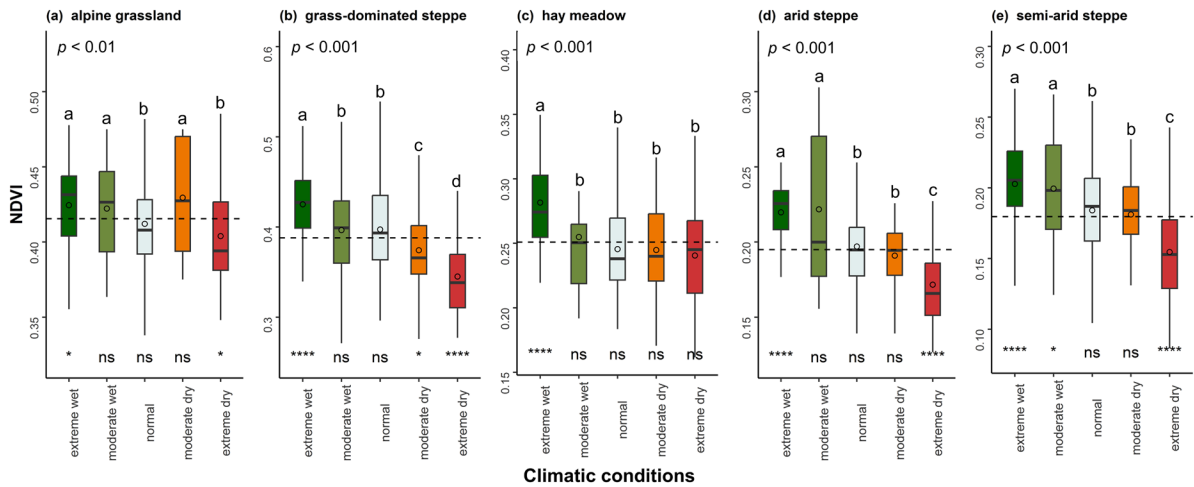 (a) alpine grassland
p < 0.01
NDVI
0.50
0.45
0.40
0.35
a a b a b
* ns ns ns *
extreme wet
moderate wet
normal
moderate dry
extreme dry
(b) grass-dominated steppe
p < 0.001
0.6
0.5
0.4
0.3
a b b c d
**** ns ns * ****
extreme wet
moderate wet
normal
moderate dry
extreme dry
(c) hay meadow
p < 0.001
0.40
0.35
0.30
0.25
0.20
0.15
a b b b b
**** ns ns ns ns
extreme wet
moderate wet
normal
moderate dry
extreme dry
(d) arid steppe
p < 0.001
0.30
0.25
0.20
0.15
a a b b c
**** ns ns ns ****
extreme wet
moderate wet
normal
moderate dry
extreme dry
(e) semi-arid steppe
p < 0.001
0.30
0.25
0.20
0.15
0.10
a a b b c
**** * ns ns ****
extreme wet
moderate wet
normal
moderate dry
extreme dry
Climatic conditions